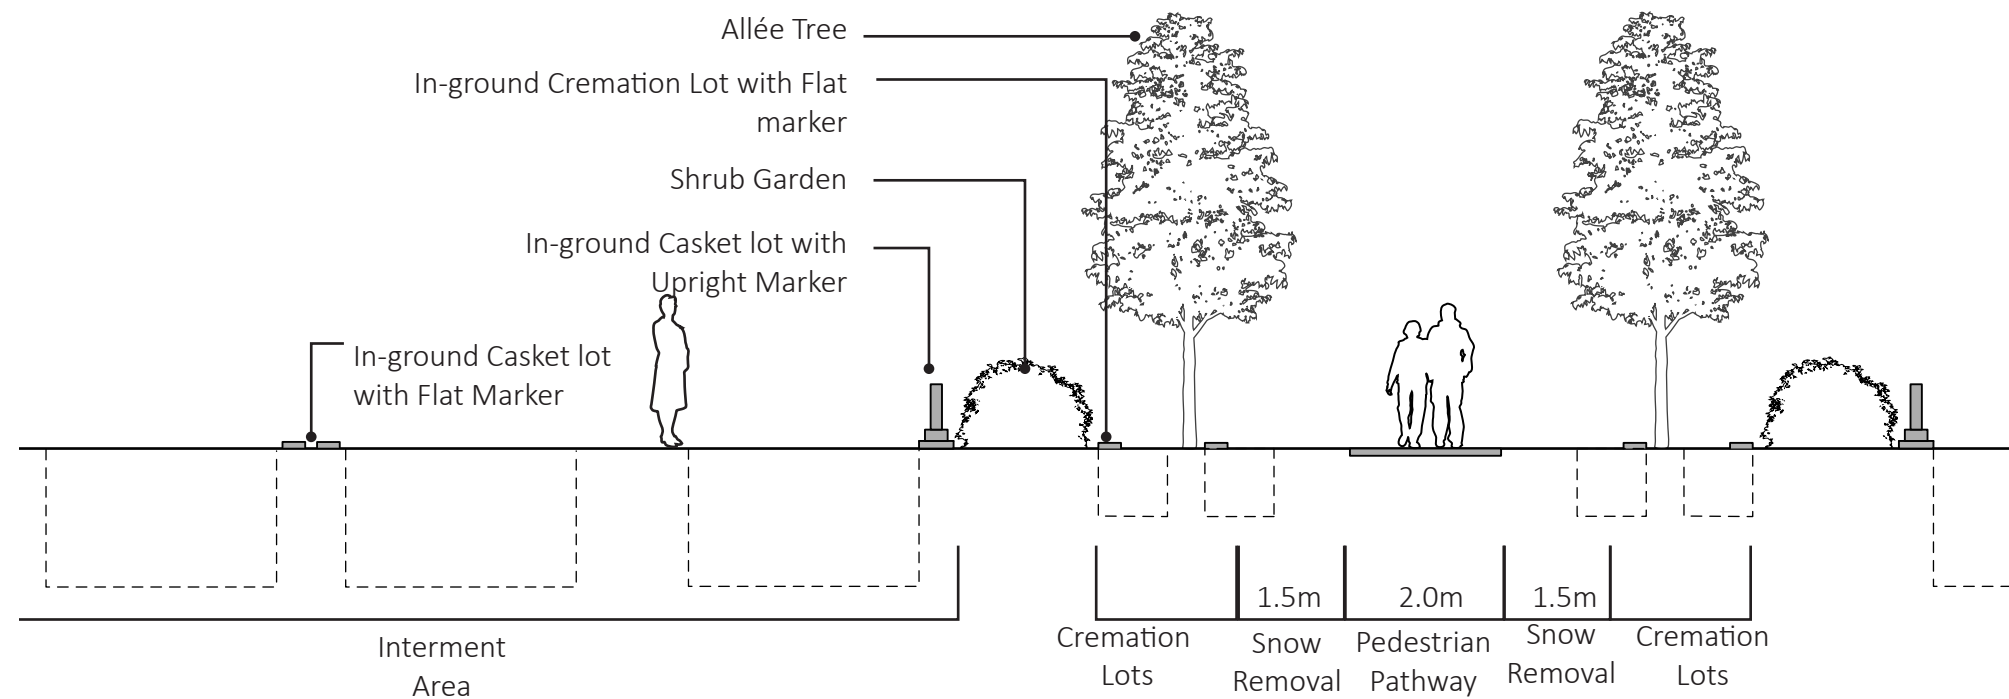 Allée Tree
In-ground Cremation Lot with Flat
marker
Shrub Garden
In-ground Casket lot with
Upright Marker
In-ground Casket lot
with Flat Marker
1.5m
2.0m
1.5m
Interment
Area
Cremation
Lots
Snow
Removal
Pedestrian
Pathway
Snow
Removal
Cremation
Lots